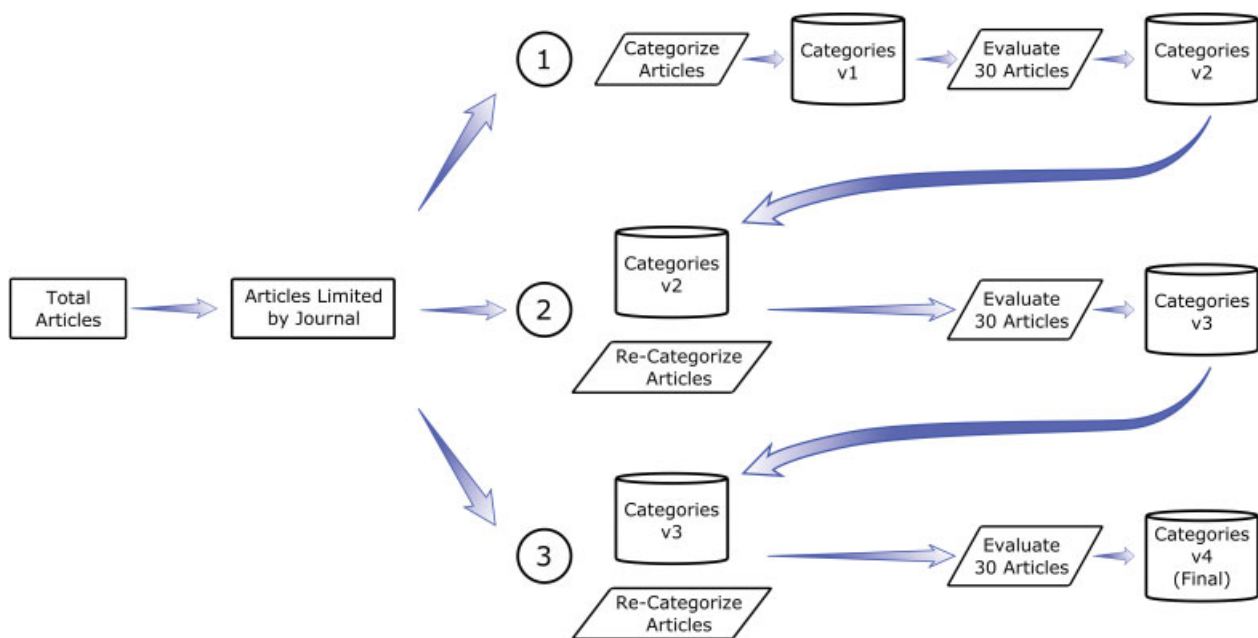 1
Categorize
Articles
Categories
v1
Evaluate
30 Articles
Categories
v2
Total
Articles
Articles Limited
by Journal
2
Categories
v2
Re-Categorize
Articles
Evaluate
30 Articles
Categories
v3
3
Categories
v3
Re-Categorize
Articles
Evaluate
30 Articles
Categories
v4
(Final)